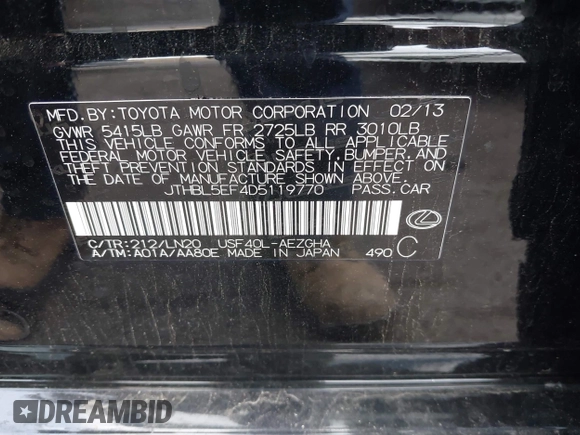 MFD.BY:TOYOTA MOTOR CORPORATION 02/13
GVWR 5415LB GAWR FR 2725LB RR 3010LB
THIS VEHICLE CONFORMS TO ALL APPLICABLE
FEDERAL MOTOR VEHICLE SAFETY,BUMPER,AND
THEFT PREVENTION STANDARDS IN EFFECT ON
THE DATE OF MANUFACTURE SHOWN ABOVE.
JTHBL5EF4D5119770 PASS.CAR
C/TR:212/LN20 USF40L-AEZGHA
A/TM:A01A/AA80E MADE IN JAPAN 490 C
DREAMBID